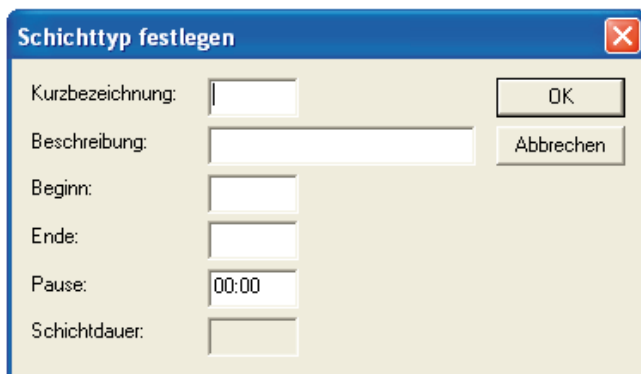 Schichttyp festlegen
Kurzbezeichnung:
OK
Beschreibung:
Abbrechen
Beginn:
Ende:
Pause: 00:00
Schichtdauer: